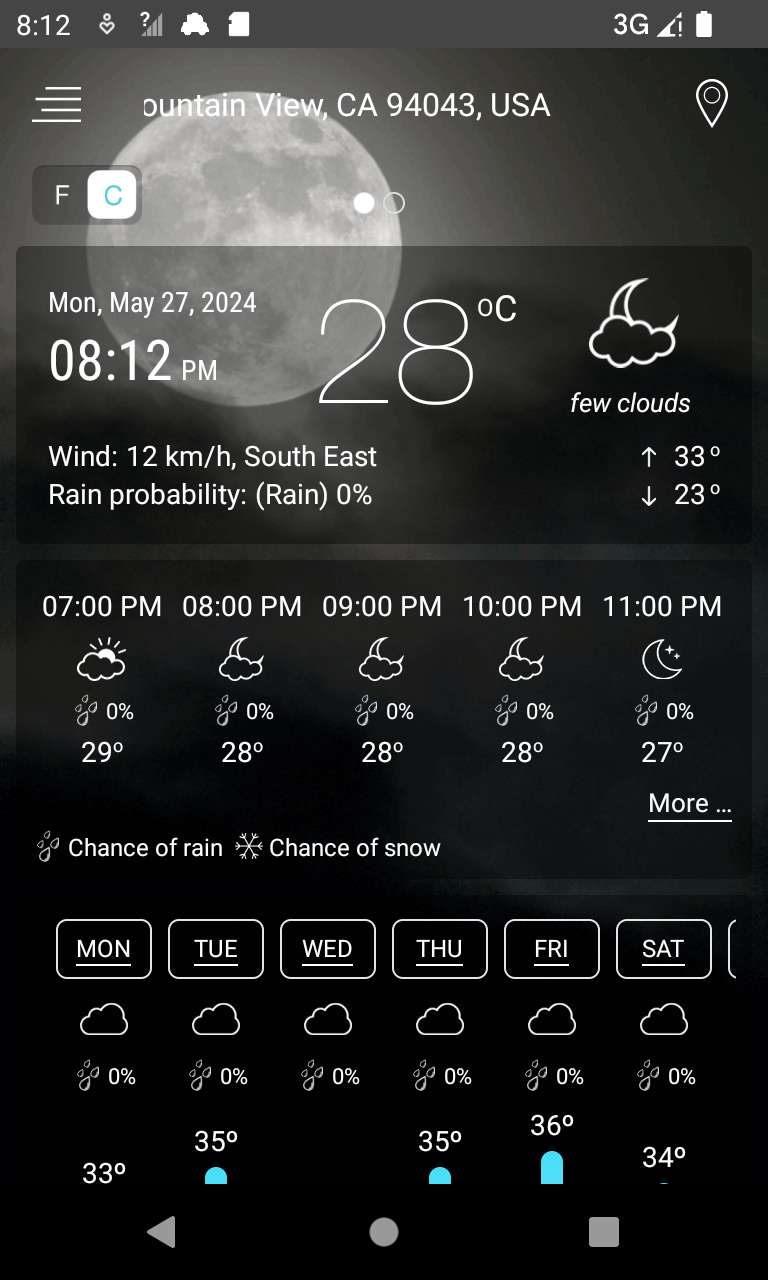 8:12 ? 3G
ountain View, CA 94043, USA
F C
Mon, May 27, 2024
08:12 PM
28 ºC
few clouds
Wind: 12 km/h, South East ↑ 33º
Rain probability: (Rain) 0% ↓ 23º
07:00 PM 08:00 PM 09:00 PM 10:00 PM 11:00 PM
0% 0% 0% 0% 0%
29º 28º 28º 28º 27º
More ...
Chance of rain Chance of snow
MON TUE WED THU FRI SAT
0% 0% 0% 0% 0% 0%
33º 35º 35º 36º 34º